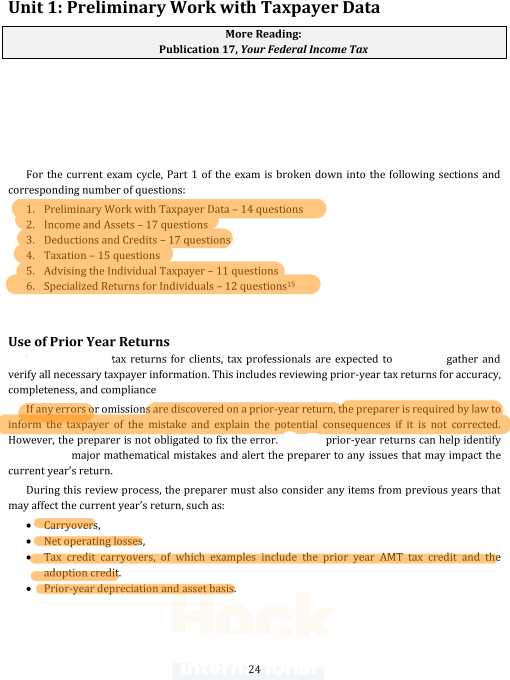 Unit 1: Preliminary Work with Taxpayer Data
More Reading:
Publication 17, Your Federal Income Tax
For the current exam cycle, Part 1 of the exam is broken down into the following sections and
corresponding number of questions:
1. Preliminary Work with Taxpayer Data – 14 questions
2. Income and Assets – 17 questions
3. Deductions and Credits – 17 questions
4. Taxation – 15 questions
5. Advising the Individual Taxpayer – 11 questions
6. Specialized Returns for Individuals – 12 questions¹⁵
Use of Prior Year Returns
tax returns for clients, tax professionals are expected to gather and
verify all necessary taxpayer information. This includes reviewing prior-year tax returns for accuracy,
completeness, and compliance
If any errors or omissions are discovered on a prior-year return, the preparer is required by law to
inform the taxpayer of the mistake and explain the potential consequences if it is not corrected.
However, the preparer is not obligated to fix the error. prior-year returns can help identify
major mathematical mistakes and alert the preparer to any issues that may impact the
current year's return.
During this review process, the preparer must also consider any items from previous years that
may affect the current year's return, such as:
• Carryovers,
• Net operating losses,
• Tax credit carryovers, of which examples include the prior year AMT tax credit and the
adoption credit.
• Prior-year depreciation and asset basis.
Hock
international
24